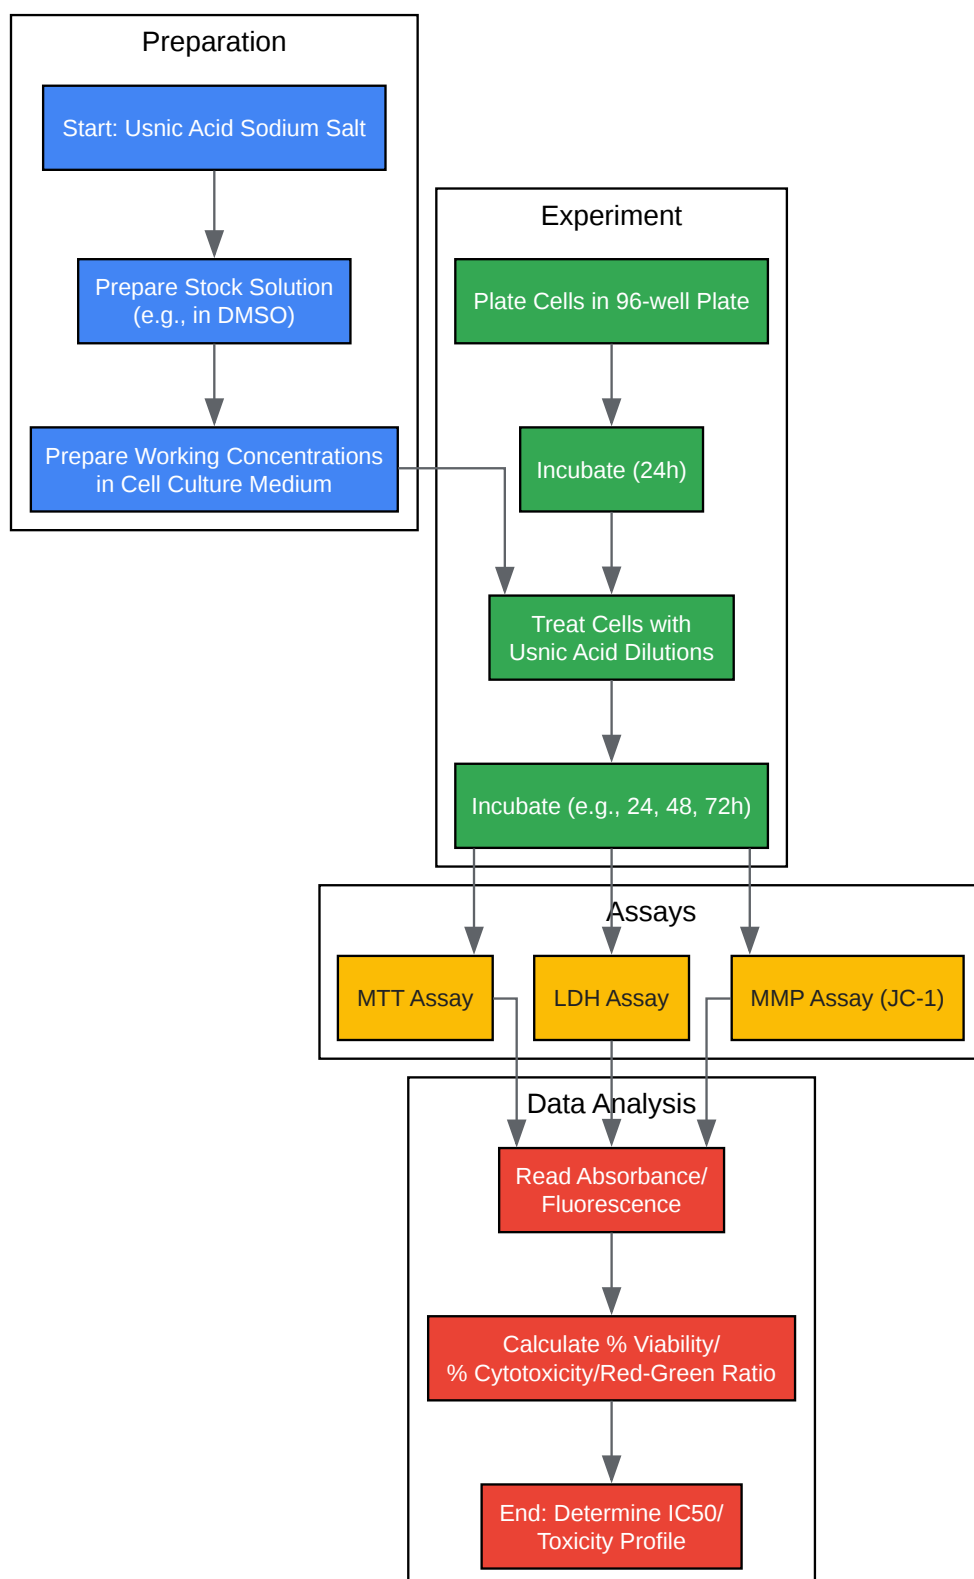 Preparation
Start: Usnic Acid Sodium Salt
Prepare Stock Solution
(e.g., in DMSO)
Prepare Working Concentrations
in Cell Culture Medium
Experiment
Plate Cells in 96-well Plate
Incubate (24h)
Treat Cells with
Usnic Acid Dilutions
Incubate (e.g., 24, 48, 72h)
Assays
MTT Assay
LDH Assay
MMP Assay (JC-1)
Data Analysis
Read Absorbance/
Fluorescence
Calculate % Viability/
% Cytotoxicity/Red-Green Ratio
End: Determine IC50/
Toxicity Profile